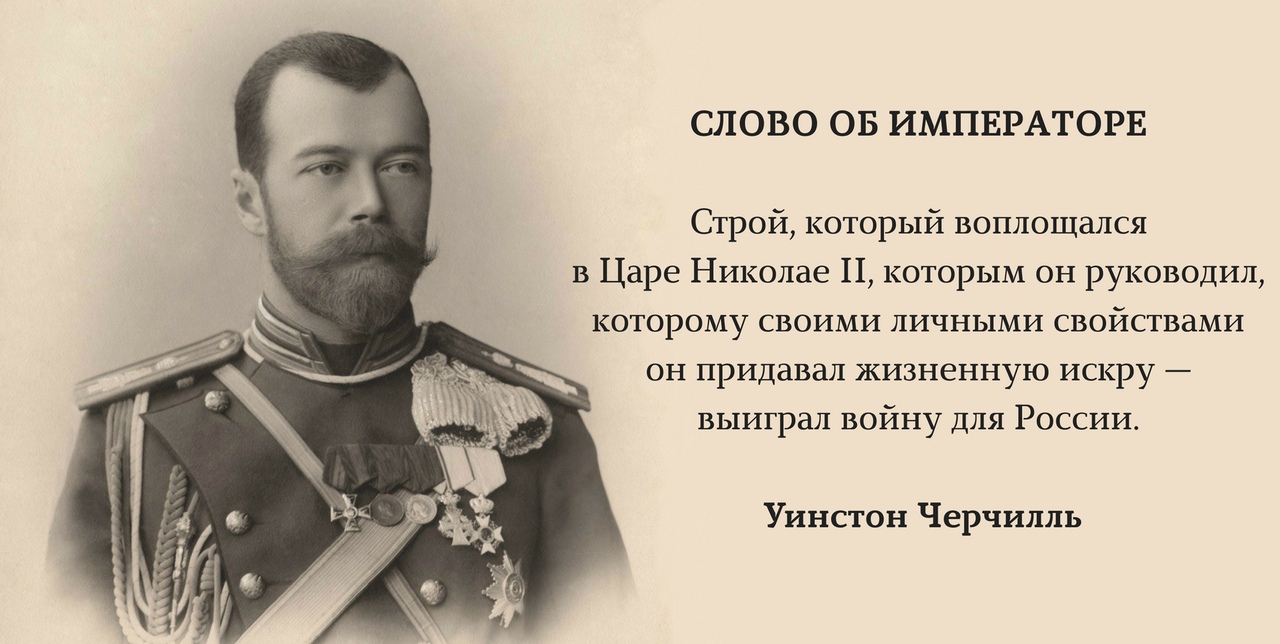 СЛОВО ОБ ИМПЕРАТОРЕ
Строй, который воплощался
в Царе Николае II, которым он руководил,
которому своими личными свойствами
он придавал жизненную искру —
выиграл войну для России.
Уинстон Черчилль